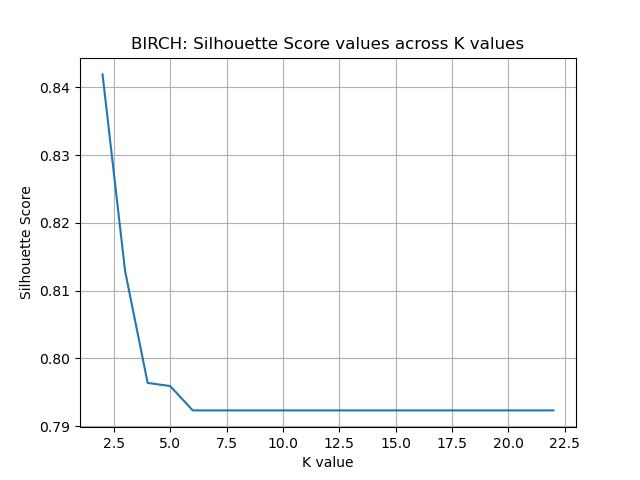 BIRCH: Silhouette Score values across K values
0.84
0.83
0.82
0.81
0.80
0.79
Silhouette Score
2.5 5.0 7.5 10.0 12.5 15.0 17.5 20.0 22.5
K value